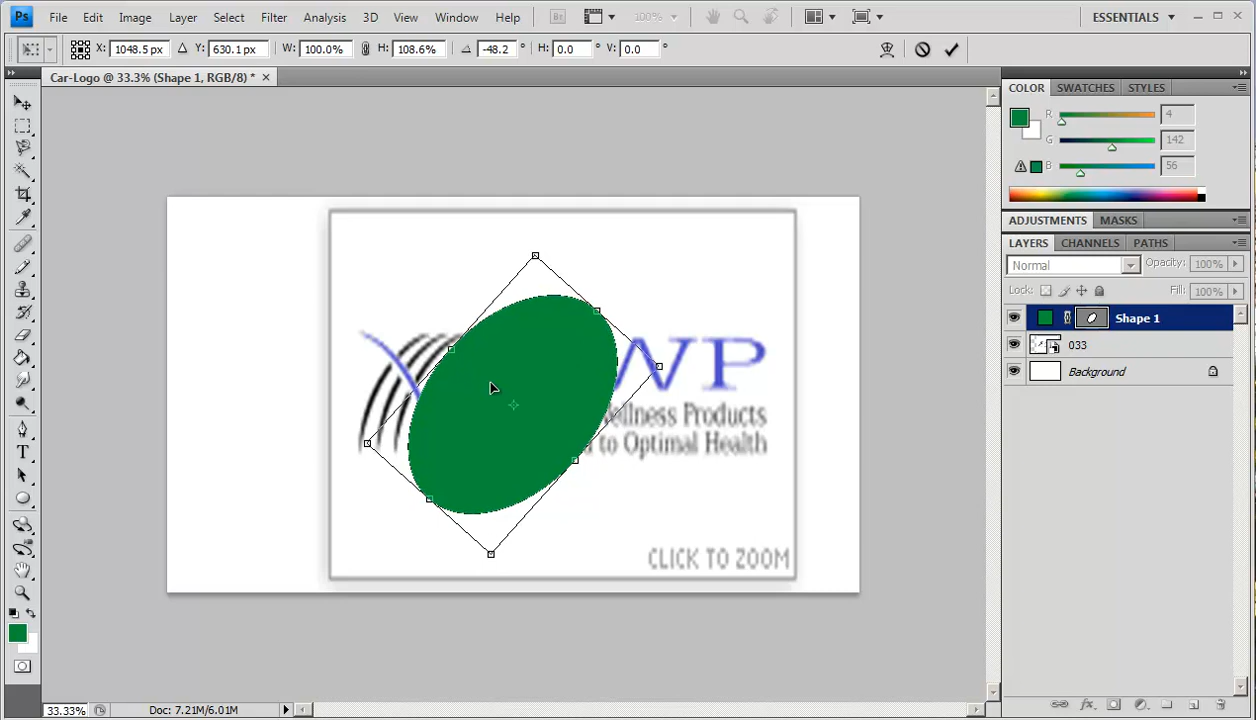 Ps File Edit Image Layer Select Filter Analysis 3D View Window Help Br 100% ESSENTIALS
X: 1048.5 px Y: 630.1 px W: 100.0% H: 108.6% -48.2 ° H: 0.0 ° V: 0.0 °
Car-Logo @ 33.3% (Shape 1, RGB/8) *
WP
Wellness Products
to Optimal Health
CLICK TO ZOOM
33.33% Doc: 7.21M/6.01M
COLOR SWATCHES STYLES
R 4
G 142
B 56
ADJUSTMENTS MASKS
LAYERS CHANNELS PATHS
Normal Opacity: 100%
Lock: Fill: 100%
Shape 1
033
Background
fx.